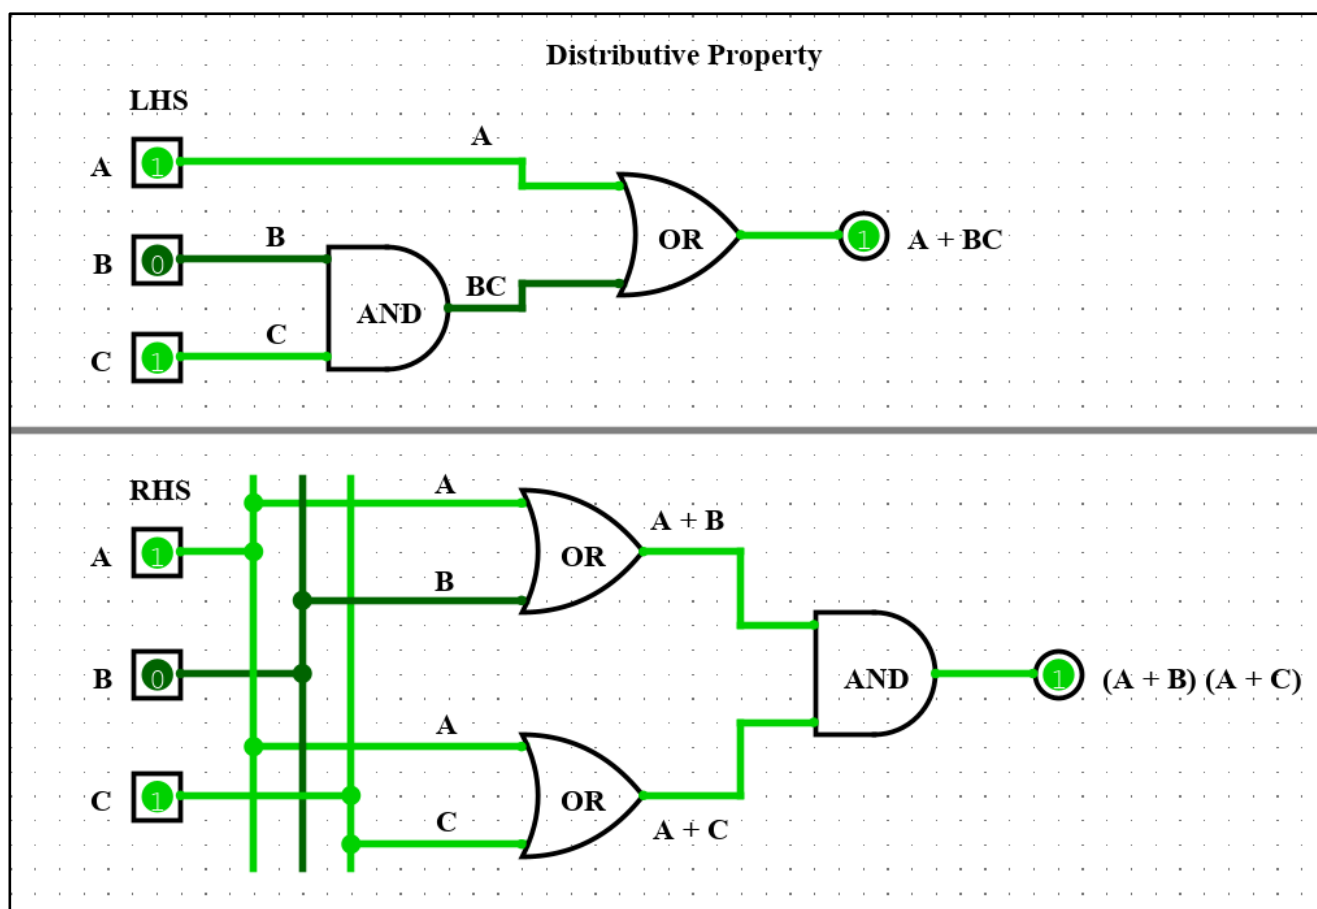 Distributive Property
LHS
A 1 A
B 0 B
C 1 C
AND
BC
OR
1 A + BC
RHS
A 1
B 0
C 1
A
B
OR
A + B
A
C
OR
A + C
AND
1 (A + B) (A + C)